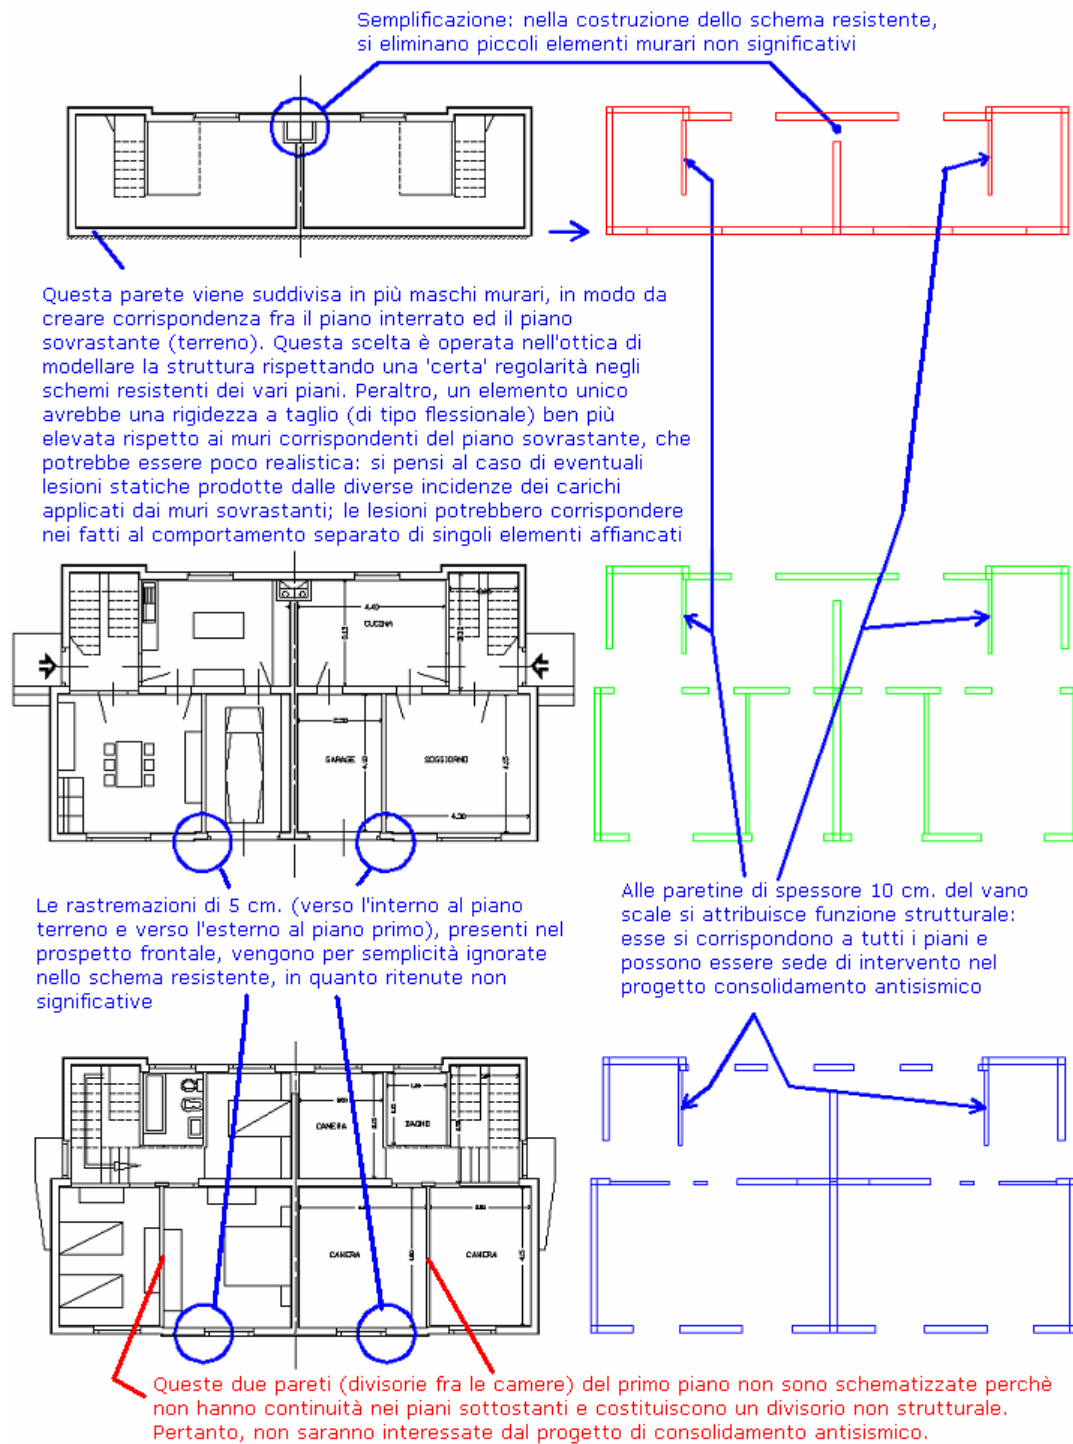 Semplificazione: nella costruzione dello schema resistente,
si eliminano piccoli elementi murari non significativi
Questa parete viene suddivisa in più maschi murari, in modo da
creare corrispondenza fra il piano interrato ed il piano
sovrastante (terreno). Questa scelta è operata nell'ottica di
modellare la struttura rispettando una 'certa' regolarità negli
schemi resistenti dei vari piani. Peraltro, un elemento unico
avrebbe una rigidezza a taglio (di tipo flessionale) ben più
elevata rispetto ai muri corrispondenti del piano sovrastante, che
potrebbe essere poco realistica: si pensi al caso di eventuali
lesioni statiche prodotte dalle diverse incidenze dei carichi
applicati dai muri sovrastanti; le lesioni potrebbero corrispondere
nei fatti al comportamento separato di singoli elementi affiancati
4.40
CUCINA
GARAGE
SOGGIORNO
4.30
Le rastremazioni di 5 cm. (verso l'interno al piano
terreno e verso l'esterno al piano primo), presenti nel
prospetto frontale, vengono per semplicità ignorate
nello schema resistente, in quanto ritenute non
significative
Alle paretine di spessore 10 cm. del vano
scale si attribuisce funzione strutturale:
esse si corrispondono a tutti i piani e
possono essere sede di intervento nel
progetto consolidamento antisismico
CAMERA
BAGNO
CAMERA
CAMERA
Queste due pareti (divisorie fra le camere) del primo piano non sono schematizzate perchè
non hanno continuità nei piani sottostanti e costituiscono un divisorio non strutturale.
Pertanto, non saranno interessate dal progetto di consolidamento antisismico.